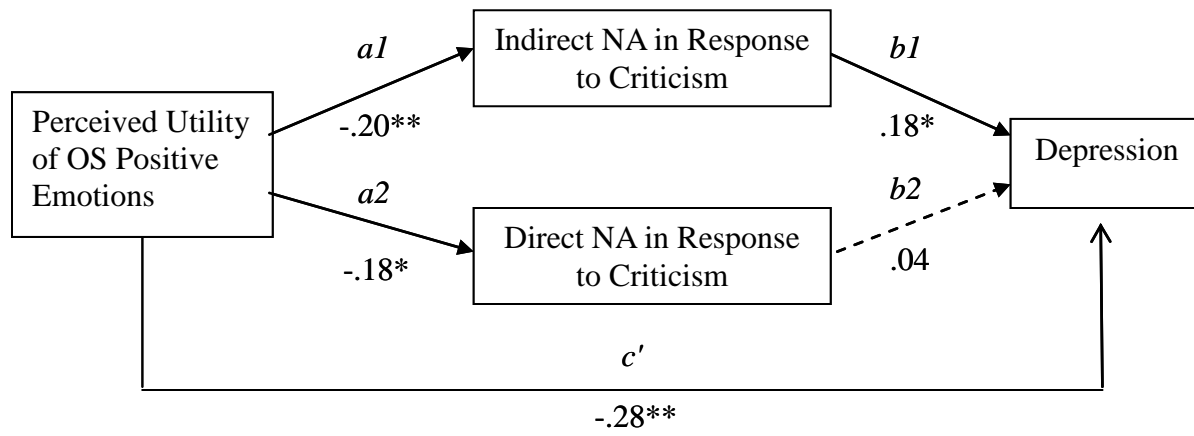 a1
Indirect NA in Response
to Criticism
b1
Perceived Utility
of OS Positive
Emotions
-.20**
.18*
Depression
a2
b2
-.18*
Direct NA in Response
to Criticism
.04
c'
-.28**